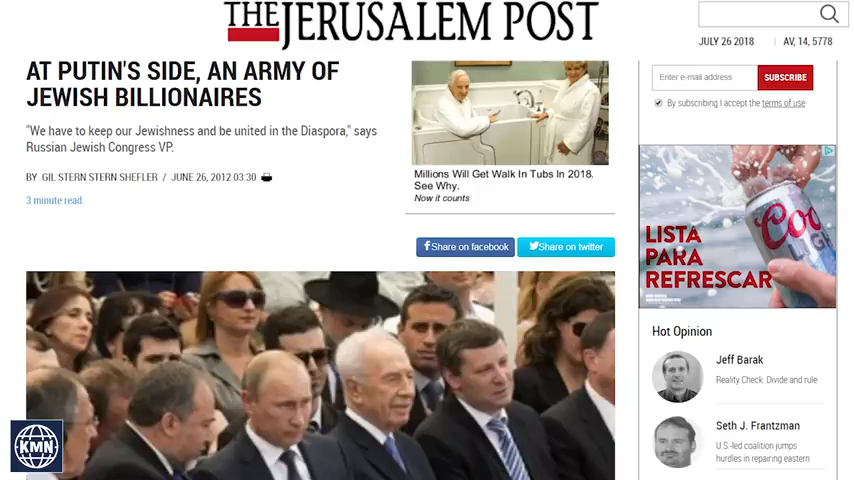 THE JERUSALEM POST
JULY 26 2018 | AV, 14, 5778
AT PUTIN'S SIDE, AN ARMY OF
JEWISH BILLIONAIRES
"We have to keep our Jewishness and be united in the Diaspora," says
Russian Jewish Congress VP.
BY GIL STERN STERN SHEFLER / JUNE 26, 2012 03:30
3 minute read.
Millions Will Get Walk In Tubs In 2018.
See Why.
Now it counts
Share on facebook
Share on twitter
Enter e-mail address
SUBSCRIBE
By subscribing I accept the terms of use
LISTA
PARA
REFRESCAR
Coo
LIGH
Hot Opinion
Jeff Barak
Reality Check: Divide and rule
Seth J. Frantzman
U.S.-led coalition jumps
hurdles in repairing eastern
KMN